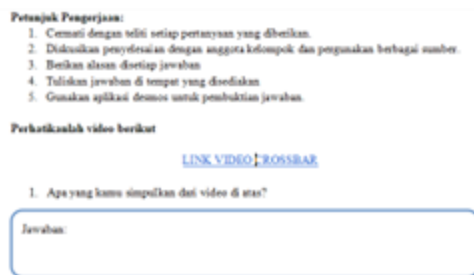 Petunjuk Pengerjaan:
1. Cermati dengan teliti setiap pertanyaan yang diberikan.
2. Diskusikan penyelesaian dengan anggota kelompok dan pergunakan berbagai sumber.
3. Berikan alasan disetiap jawaban
4. Tuliskan jawaban di tempat yang disediakan
5. Gunakan aplikasi desmos untuk pembuktian jawaban.
Perhatikanlah video berikut
LINK VIDEO CROSSBAR
1. Apa yang kamu simpulkan dari video di atas?
Jawaban: